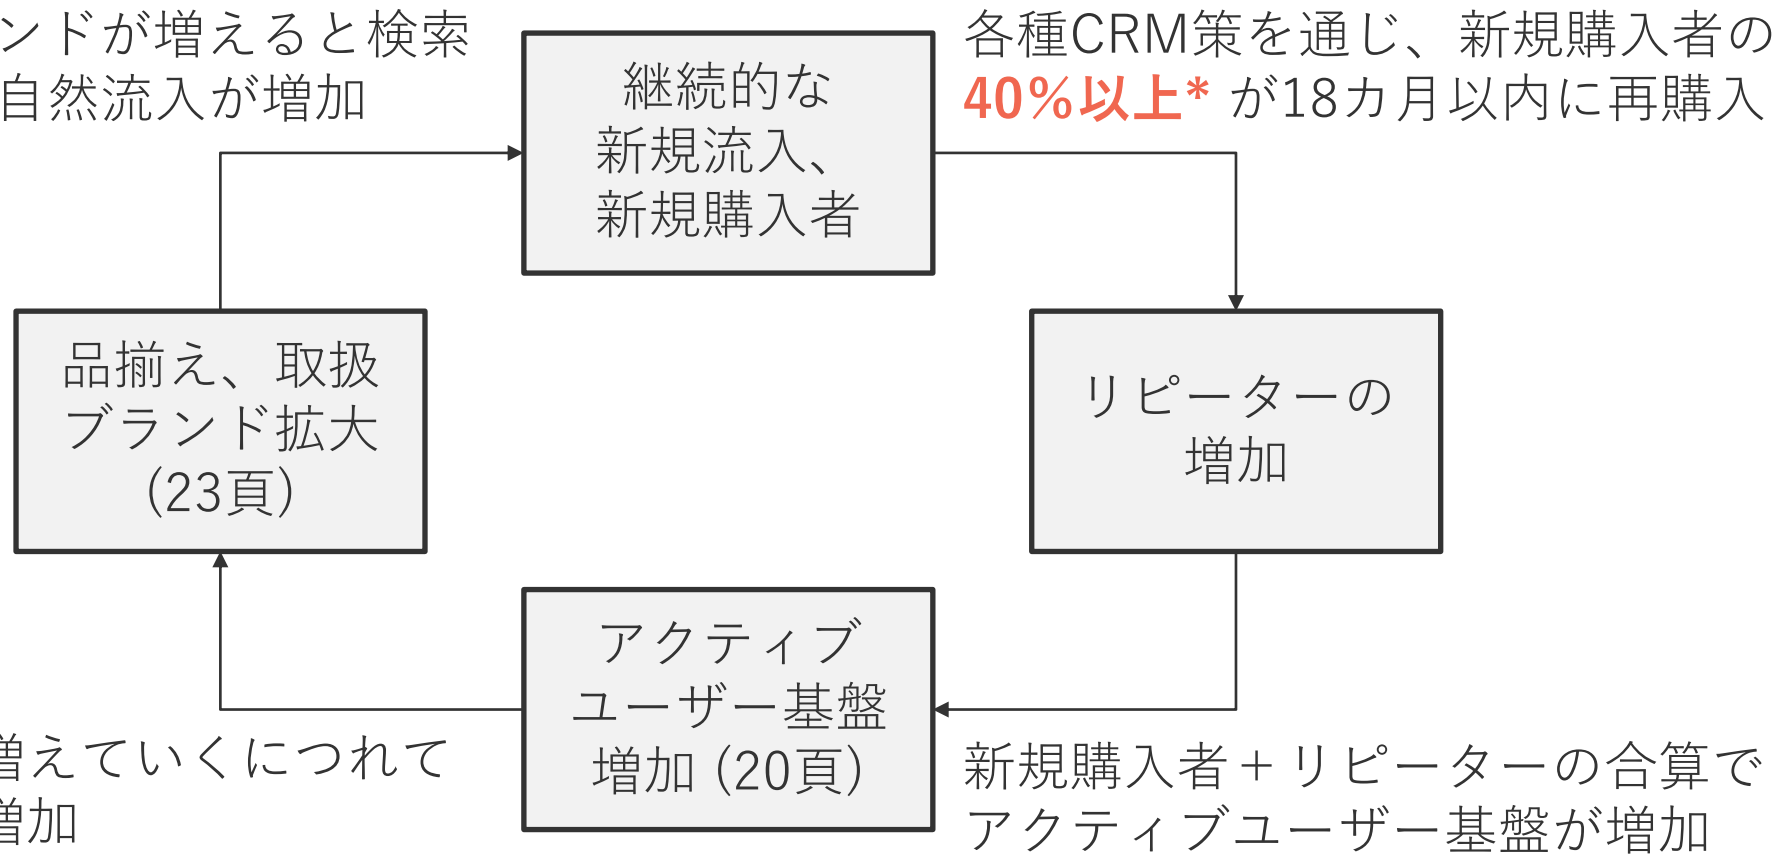 ンドが増えると検索
自然流入が増加
継続的な
新規流入、
新規購入者
各種CRM策を通じ、新規購入者の
40%以上* が18カ月以内に再購入
品揃え、取扱
ブランド拡大
(23頁)
リピーターの
増加
アクティブ
ユーザー基盤
増加 (20頁)
増えていくにつれて
増加
新規購入者＋リピーターの合算で
アクティブユーザー基盤が増加